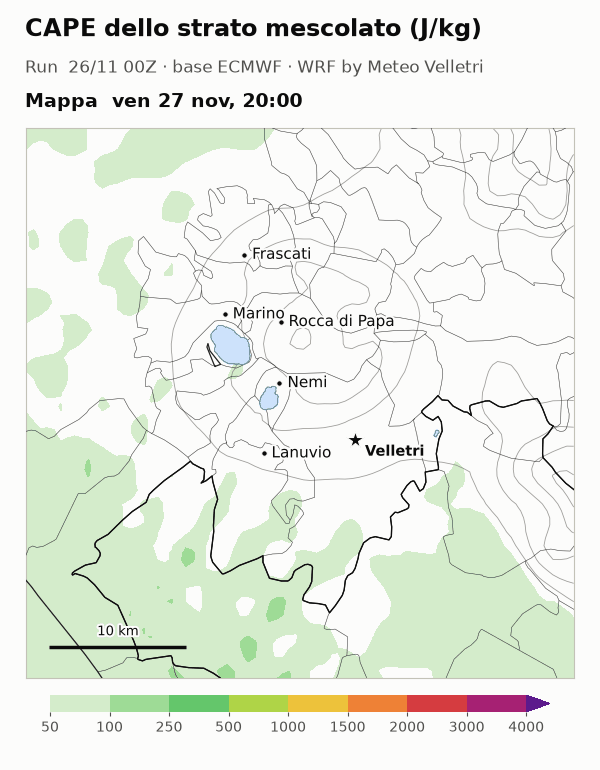 CAPE dello strato mescolato (J/kg)
Run  26/11 00Z · base ECMWF · WRF by Meteo Velletri
Mappa  ven 27 nov, 20:00
Frascati
Marino
Rocca di Papa
Nemi
Velletri
Lanuvio
10 km
50 100 250 500 1000 1500 2000 3000 4000